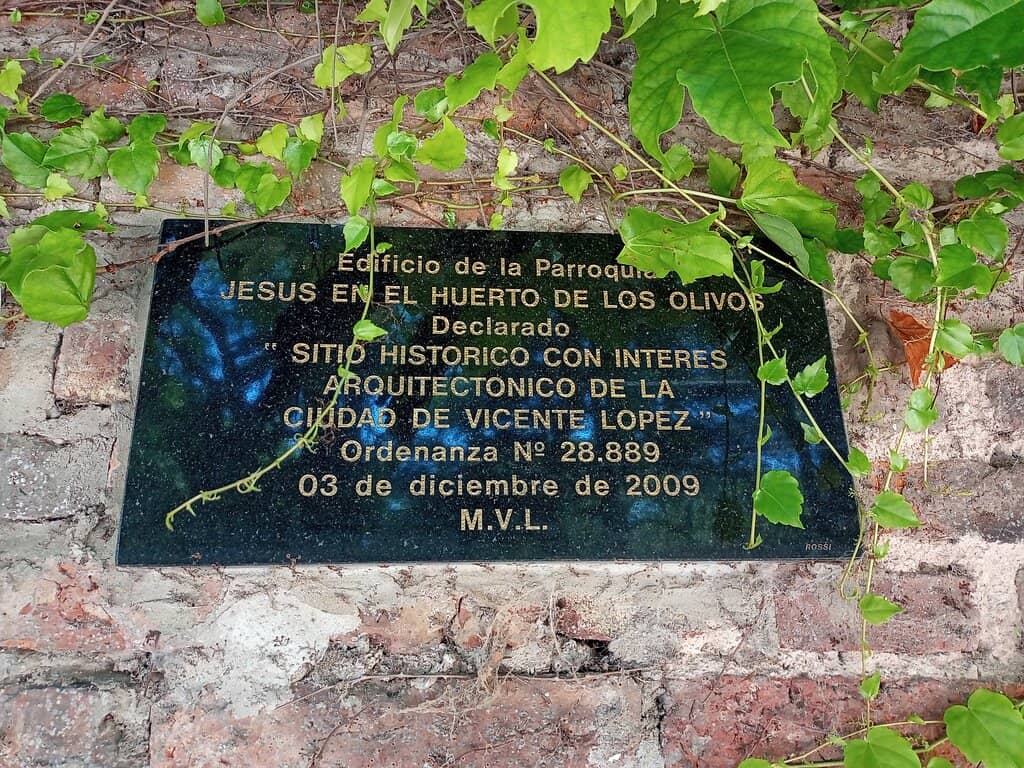 Edificio de la Parroquia
JESUS EN EL HUERTO DE LOS OLIVOS
Declarado
" SITIO HISTORICO CON INTERES
ARQUITECTONICO DE LA
CIUDAD DE VICENTE LOPEZ "
Ordenanza Nº 28.889
03 de diciembre de 2009
M.V.L.
ROSSI